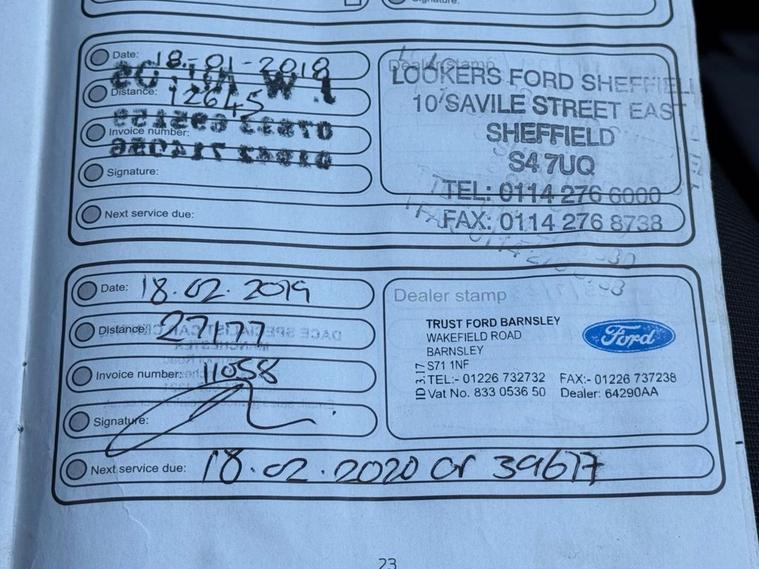 Signature:
Date: 18-01-2018
Distance: 12645
Invoice number:
Signature:
Next service due:
Dealer stamp
LOOKERS FORD SHEFFIELD
10 SAVILE STREET EAST
SHEFFIELD
S4 7UQ
TEL: 0114 276 6000
FAX: 0114 276 8738
Date: 18.02.2019
Distance: 27177
Invoice number: 11058
Signature:
Next service due: 18.02.2020 or 39677
Dealer stamp
TRUST FORD BARNSLEY
WAKEFIELD ROAD
BARNSLEY
S71 1NF
TEL:- 01226 732732 FAX:- 01226 737238
Vat No. 833 0536 50 Dealer: 64290AA
ID 3.17
Ford
23